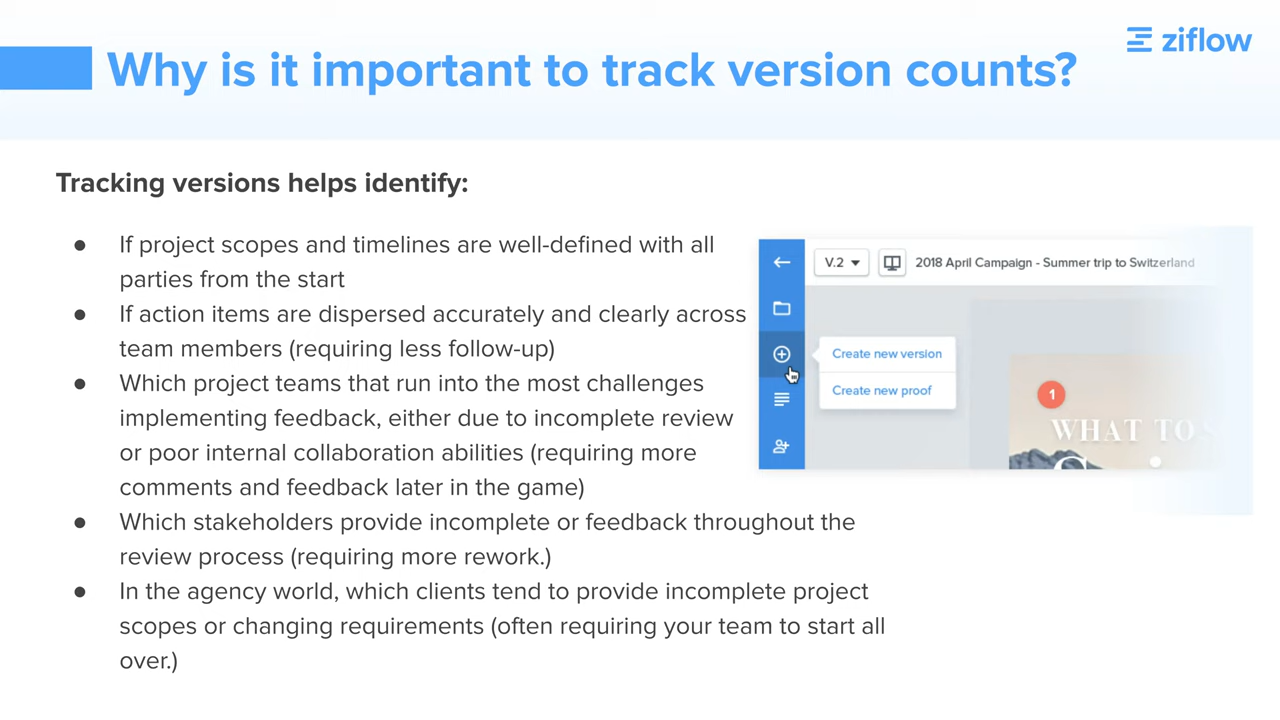 ziflow
Why is it important to track version counts?
Tracking versions helps identify:
● If project scopes and timelines are well-defined with all
parties from the start
● If action items are dispersed accurately and clearly across
team members (requiring less follow-up)
● Which project teams that run into the most challenges
implementing feedback, either due to incomplete review
or poor internal collaboration abilities (requiring more
comments and feedback later in the game)
● Which stakeholders provide incomplete or feedback throughout the
review process (requiring more rework.)
● In the agency world, which clients tend to provide incomplete project
scopes or changing requirements (often requiring your team to start all
over.)
V.2 2018 April Campaign - Summer trip to Switzerland
Create new version
Create new proof
1
WHAT TO